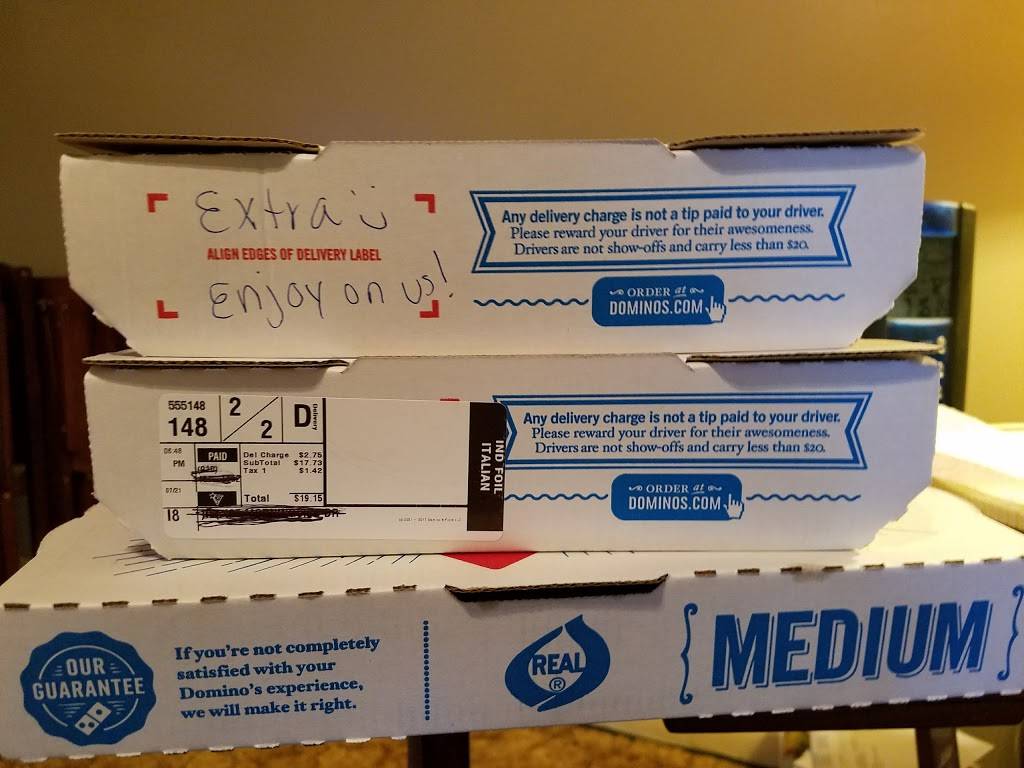 Extra :)
ALIGN EDGES OF DELIVERY LABEL
Enjoy on us!
Any delivery charge is not a tip paid to your driver.
Please reward your driver for their awesomeness.
Drivers are not show-offs and carry less than $20.
ORDER at
DOMINOS.COM
555148
148
2/2
D
Delivery
PM
PAID
Del Charge $2.75
SubTotal $17.73
Tax 1 $1.42
07/21
Total $19.15
18
DR
IND FOIL
ITALIAN
Any delivery charge is not a tip paid to your driver.
Please reward your driver for their awesomeness.
Drivers are not show-offs and carry less than $20.
ORDER at
DOMINOS.COM
OUR
GUARANTEE
If you're not completely
satisfied with your
Domino's experience,
we will make it right.
REAL
®
MEDIUM